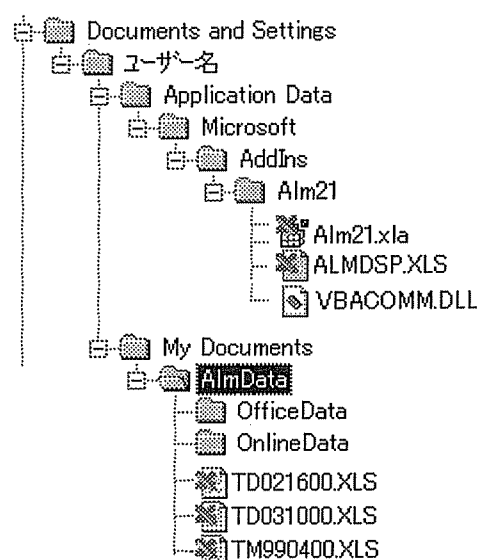 Documents and Settings
ユーザー名
Application Data
Microsoft
AddIns
Alm21
Alm21.xla
ALMDSP.XLS
VBACOMM.DLL
My Documents
AlmData
OfficeData
OnlineData
TD021600.XLS
TD031000.XLS
TM990400.XLS